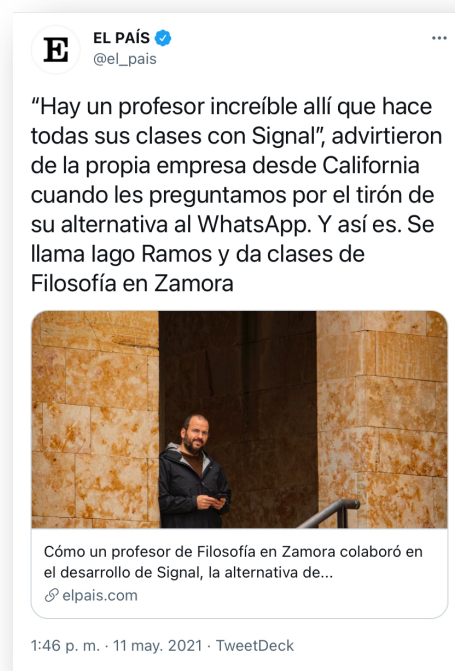 EL PAÍS
@el_pais
“Hay un profesor increíble allí que hace
todas sus clases con Signal”, advirtieron
de la propia empresa desde California
cuando les preguntamos por el tirón de
su alternativa al WhatsApp. Y así es. Se
llama Iago Ramos y da clases de
Filosofía en Zamora
Cómo un profesor de Filosofía en Zamora colaboró en
el desarrollo de Signal, la alternativa de...
elpais.com
1:46 p. m. · 11 may. 2021 · TweetDeck